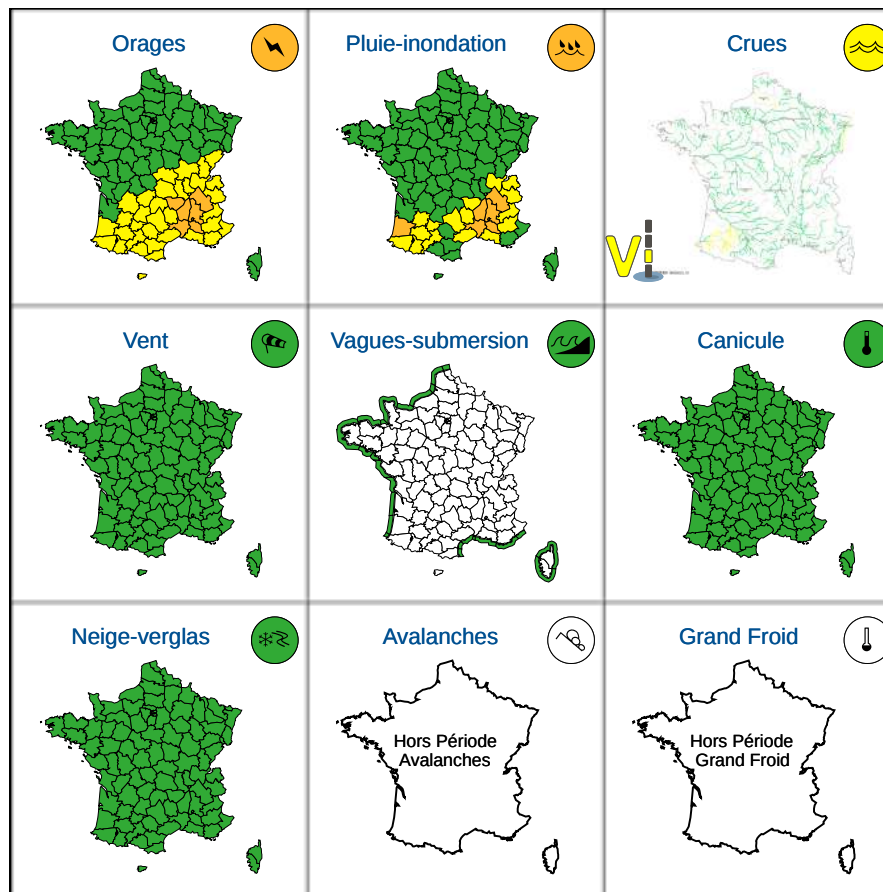 Orages
Pluie-inondation
Crues
Vent
Vagues-submersion
Canicule
Neige-verglas
Avalanches
Grand Froid
Hors Période
Avalanches
Hors Période
Grand Froid